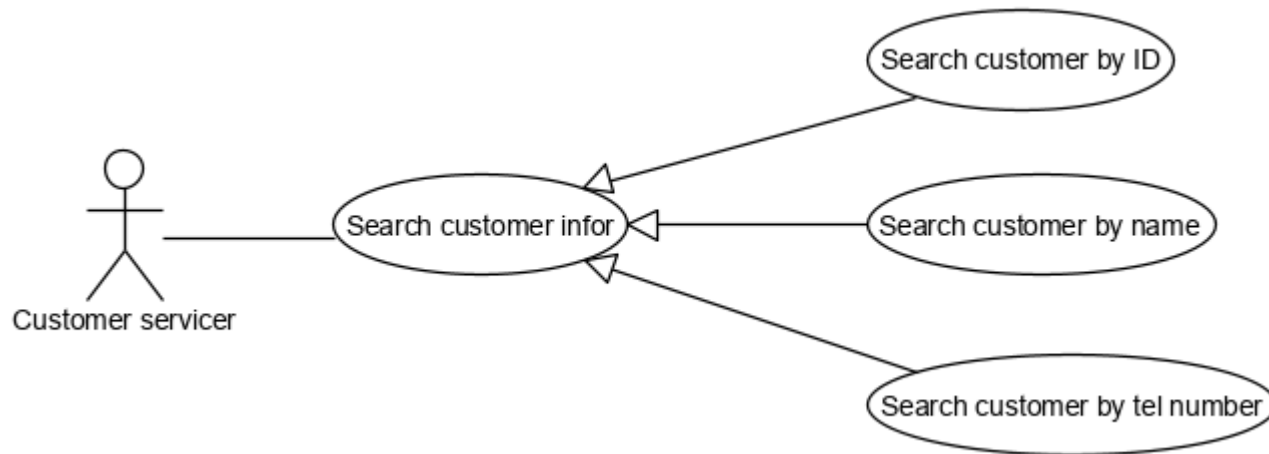 Search customer by ID
Search customer infor
Search customer by name
Customer servicer
Search customer by tel number